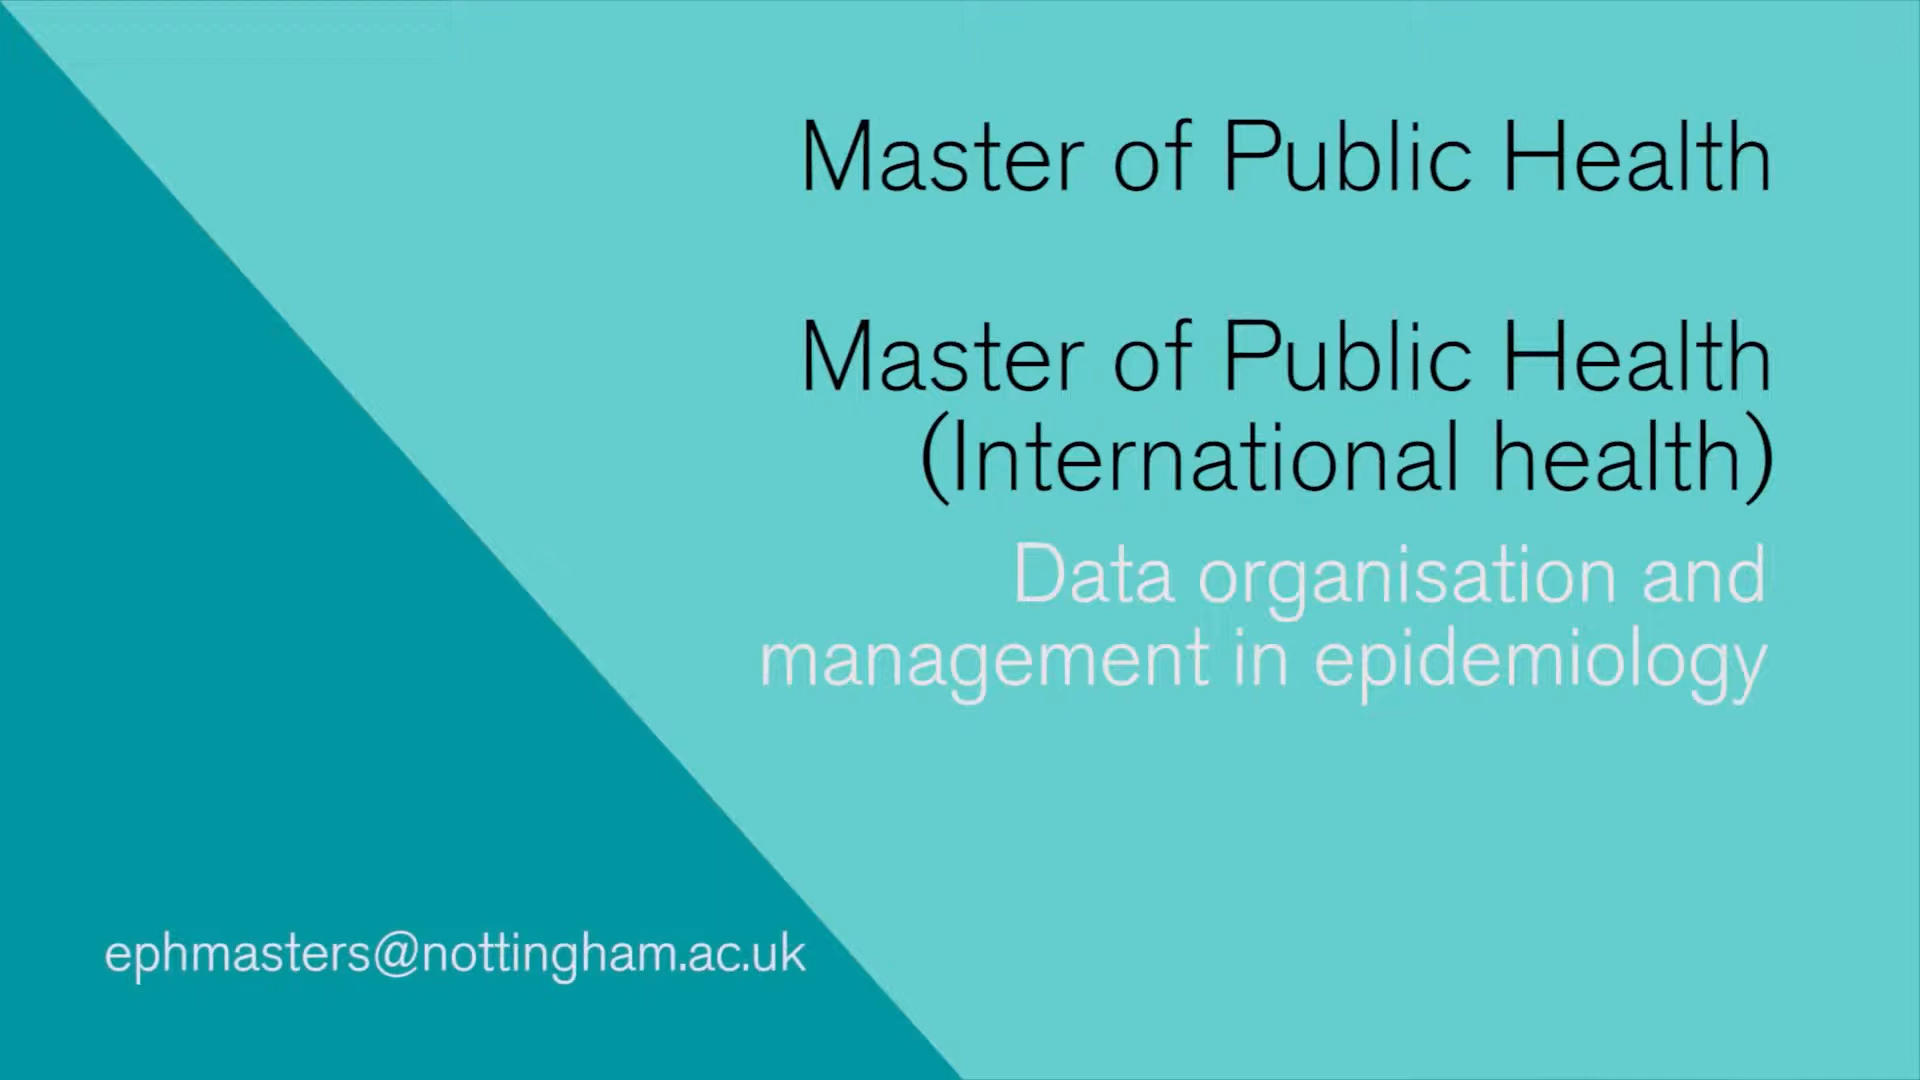 Master of Public Health
Master of Public Health
(International health)
Data organisation and
management in epidemiology
ephmasters@nottingham.ac.uk